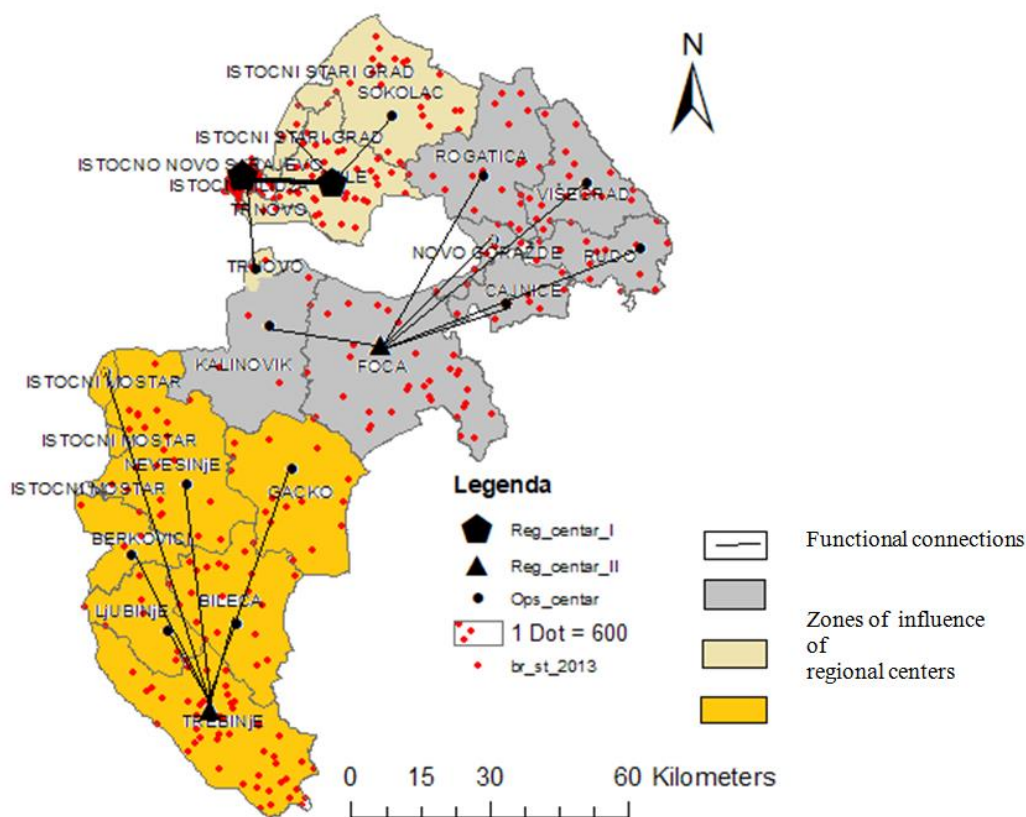 N
ISTOCNI STARI GRAD
SOKOLAC
ISTOCNI STARI GRAD
ROGATICA
ISTOCNO NOVO SARAJEVO
VIŠEGRAD
TRNOVO
NOVO GORAŽDE
RUDO
TRNOVO
CAJNICE
KALINOVIK
FOCA
ISTOCNI MOSTAR
ISTOCNI MOSTAR
NEVESINjE
GACKO
ISTOCNI MOSTAR
BERKOVICI
LjUBINjE
BILECA
TREBINjE
Legenda
Reg_centar_I
Reg_centar_II
Ops_centar
1 Dot = 600
br_st_2013
Functional connections
Zones of influence
of
regional centers
0 15 30 60 Kilometers